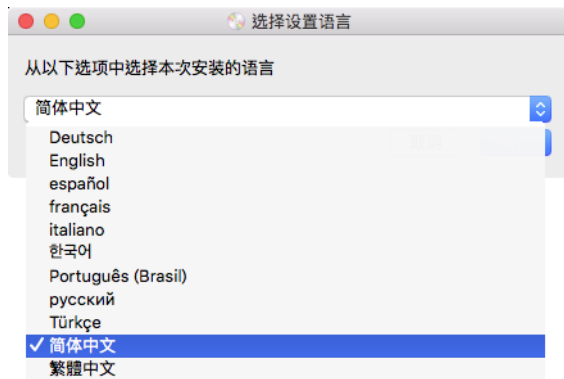 选择设置语言
从以下选项中选择本次安装的语言
简体中文
Deutsch
English
español
français
italiano
한국어
Português (Brasil)
русский
Türkçe
✓ 简体中文
繁體中文